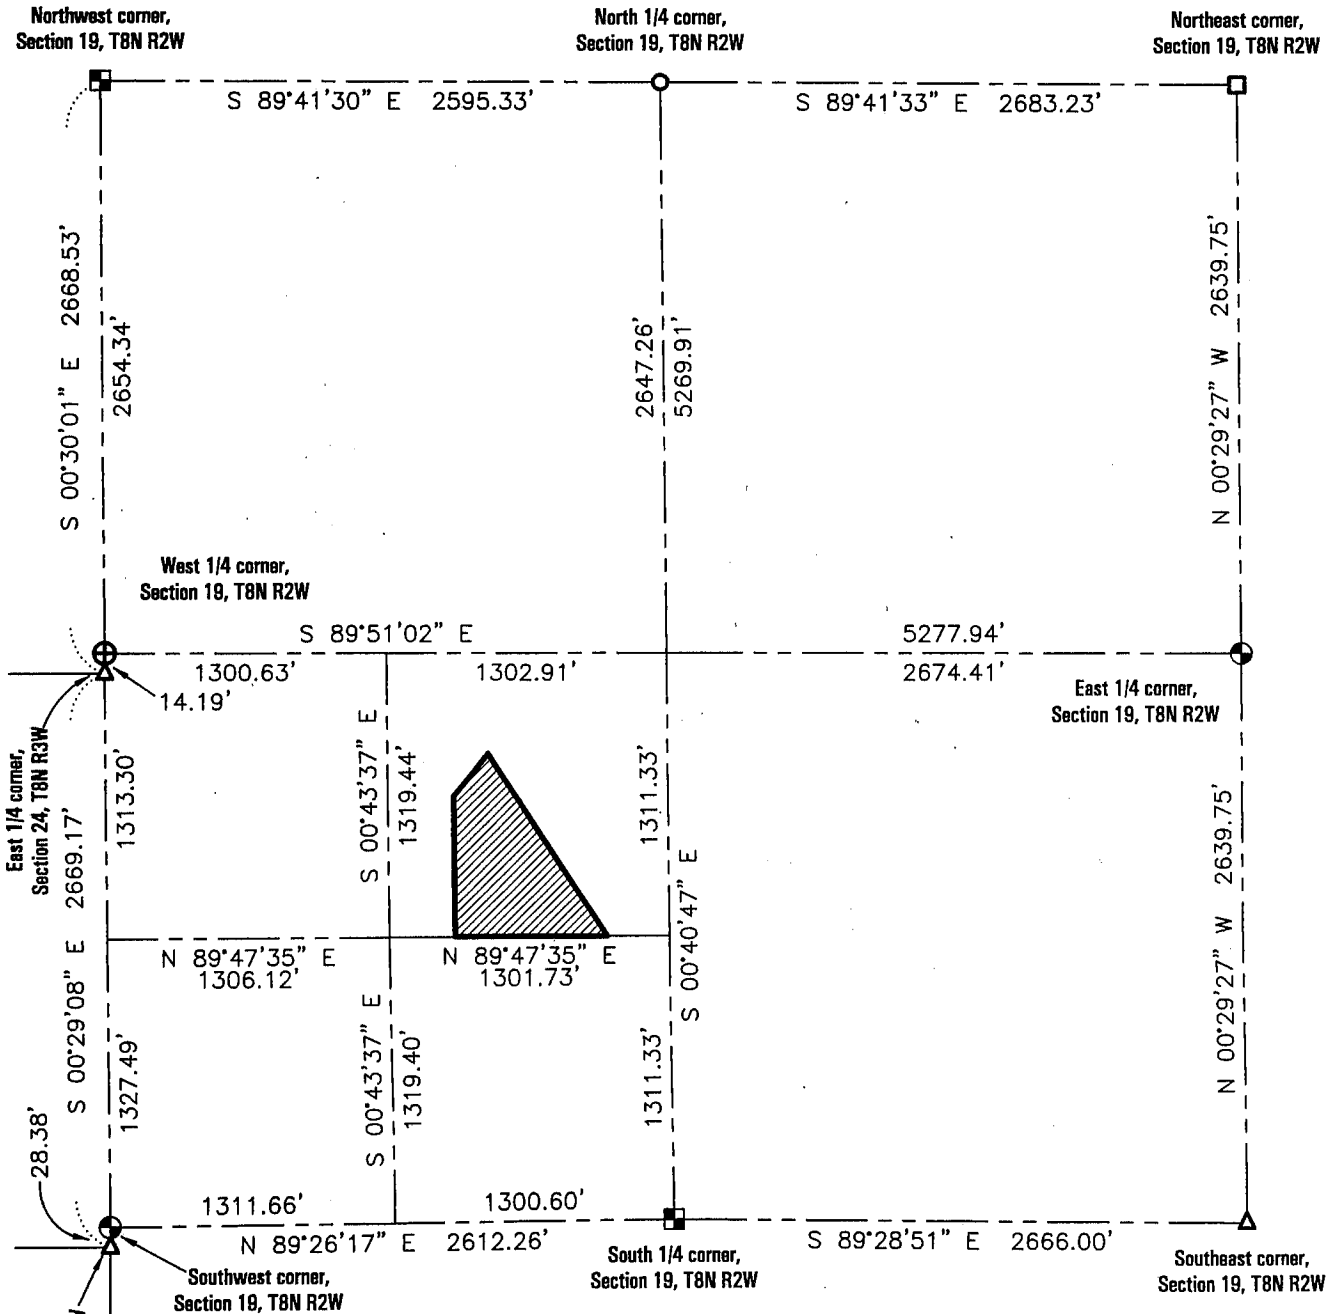 Northwest corner,
Section 19, T8N R2W
North 1/4 corner,
Section 19, T8N R2W
Northeast corner,
Section 19, T8N R2W
S 89°41'30" E 2595.33'
S 89°41'33" E 2683.23'
S 00°30'01" E 2668.53'
2654.34'
2647.26'
5269.91'
N 00°29'27" W 2639.75'
West 1/4 corner,
Section 19, T8N R2W
S 89°51'02" E
5277.94'
1300.63'
1302.91'
2674.41'
14.19'
East 1/4 corner,
Section 19, T8N R2W
East 1/4 corner,
Section 24, T8N R3W
S 00°29'08" E 2669.17'
1313.30'
S 00°43'37" E
1319.44'
1311.33'
S 00°40'47" E
N 00°29'27" W 2639.75'
N 89°47'35" E
1306.12'
N 89°47'35" E
1301.73'
1327.49'
S 00°43'37" E
1319.40'
1311.33'
28.38'
1311.66'
1300.60'
N 89°26'17" E 2612.26'
S 89°28'51" E 2666.00'
Southwest corner,
Section 19, T8N R2W
South 1/4 corner,
Section 19, T8N R2W
Southeast corner,
Section 19, T8N R2W